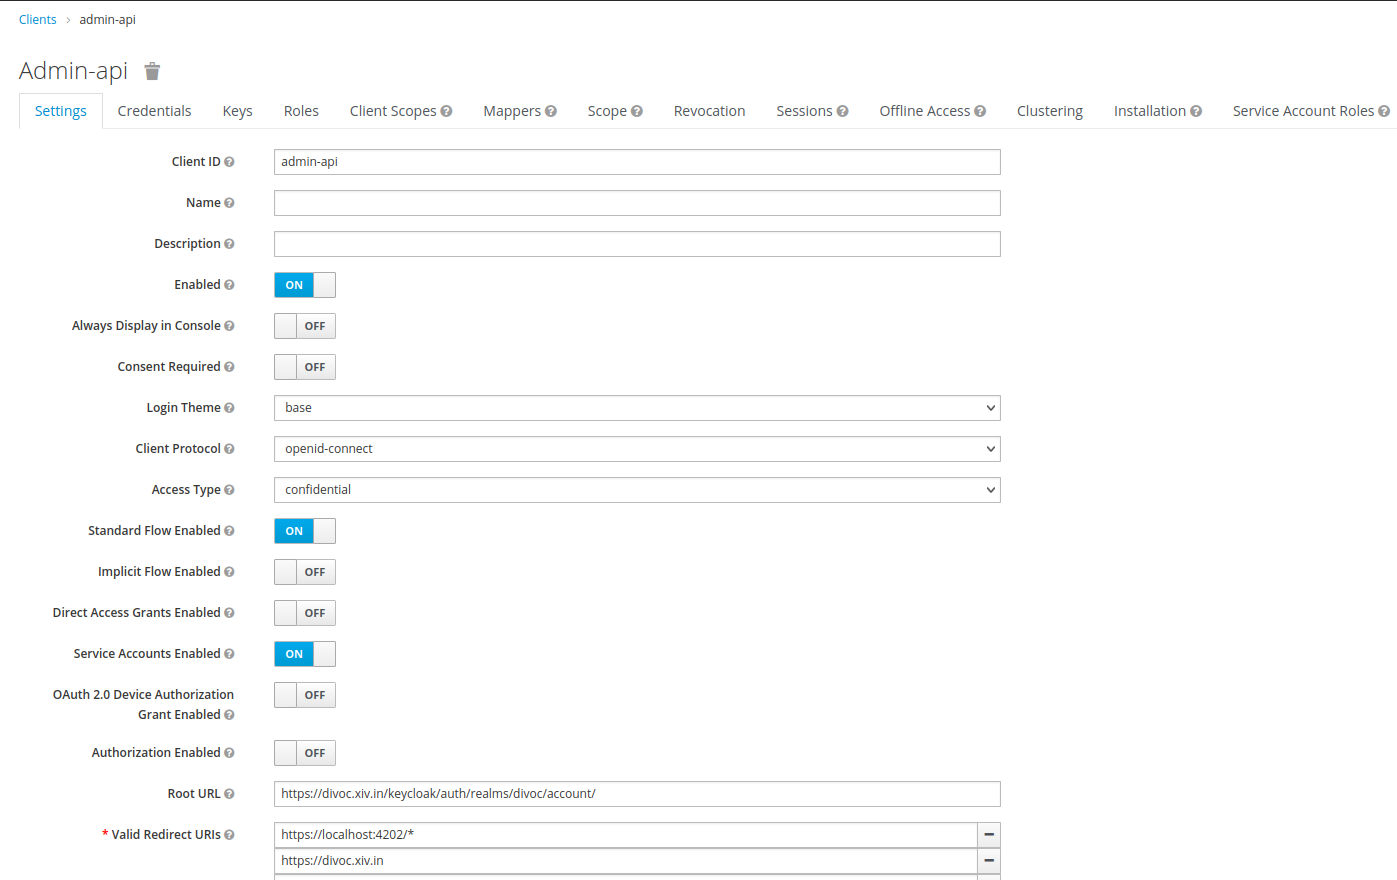 Clients › admin-api
Admin-api
Settings Credentials Keys Roles Client Scopes Mappers Scope Revocation Sessions Offline Access Clustering Installation Service Account Roles
Client ID admin-api
Name
Description
Enabled ON
Always Display in Console OFF
Consent Required OFF
Login Theme base
Client Protocol openid-connect
Access Type confidential
Standard Flow Enabled ON
Implicit Flow Enabled OFF
Direct Access Grants Enabled OFF
Service Accounts Enabled ON
OAuth 2.0 Device Authorization OFF
Grant Enabled
Authorization Enabled OFF
Root URL https://divoc.xiv.in/keycloak/auth/realms/divoc/account/
* Valid Redirect URIs https://localhost:4202/*
https://divoc.xiv.in